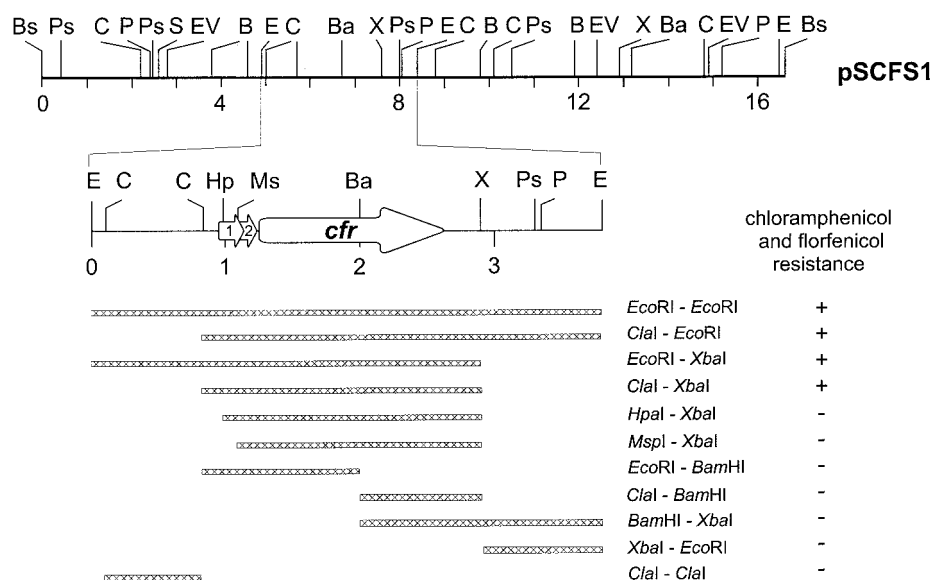 Bs Ps C P Ps S EV B E C Ba X Ps P E C B C Ps B EV X Ba C EV P E Bs
pSCFS1
0 4 8 12 16
E C C Hp Ms Ba X Ps P E
1 2 cfr
0 1 2 3
chloramphenicol
and florfenicol
resistance
EcoRI - EcoRI +
ClaI - EcoRI +
EcoRI - XbaI +
ClaI - XbaI +
HpaI - XbaI -
MspI - XbaI -
EcoRI - BamHI -
ClaI - BamHI -
BamHI - XbaI -
XbaI - EcoRI -
ClaI - ClaI -